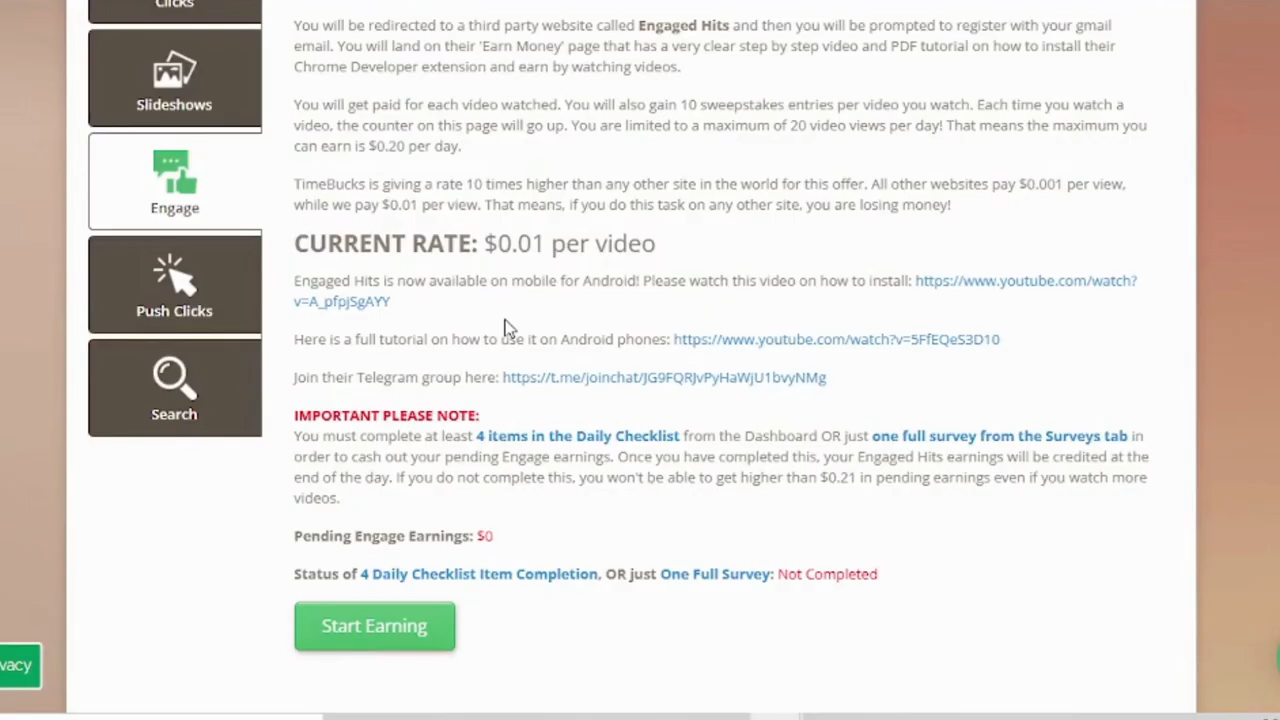 Clicks
Slideshows
Engage
Push Clicks
Search
You will be redirected to a third party website called Engaged Hits and then you will be prompted to register with your gmail
email. You will land on their 'Earn Money' page that has a very clear step by step video and PDF tutorial on how to install their
Chrome Developer extension and earn by watching videos.
You will get paid for each video watched. You will also gain 10 sweepstakes entries per video you watch. Each time you watch a
video, the counter on this page will go up. You are limited to a maximum of 20 video views per day! That means the maximum you
can earn is $0.20 per day.
TimeBucks is giving a rate 10 times higher than any other site in the world for this offer. All other websites pay $0.001 per view,
while we pay $0.01 per view. That means, if you do this task on any other site, you are losing money!
CURRENT RATE: $0.01 per video
Engaged Hits is now available on mobile for Android! Please watch this video on how to install: https://www.youtube.com/watch?
v=A_pfpjSgAYY
Here is a full tutorial on how to use it on Android phones: https://www.youtube.com/watch?v=5FfEQeS3D10
Join their Telegram group here: https://t.me/joinchat/JG9FQRJvPyHaWjU1bvyNMg
IMPORTANT PLEASE NOTE:
You must complete at least 4 items in the Daily Checklist from the Dashboard OR just one full survey from the Surveys tab in
order to cash out your pending Engage earnings. Once you have completed this, your Engaged Hits earnings will be credited at the
end of the day. If you do not complete this, you won't be able to get higher than $0.21 in pending earnings even if you watch more
videos.
Pending Engage Earnings: $0
Status of 4 Daily Checklist Item Completion, OR just One Full Survey: Not Completed
Start Earning
vacy